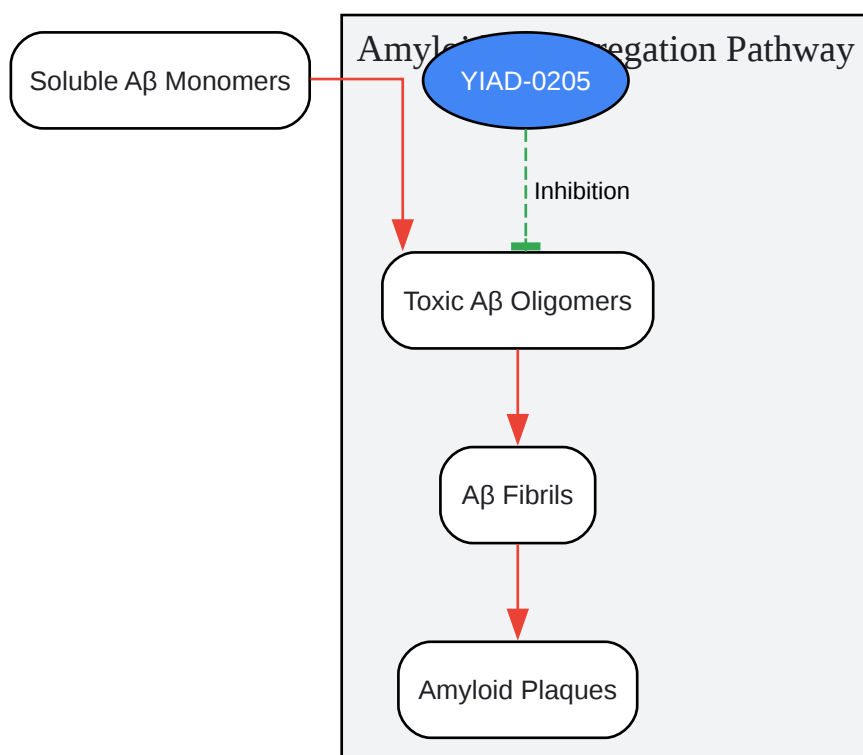 Amyl regation Pathway
Soluble Aβ Monomers
YIAD-0205
Inhibition
Toxic Aβ Oligomers
Aβ Fibrils
Amyloid Plaques